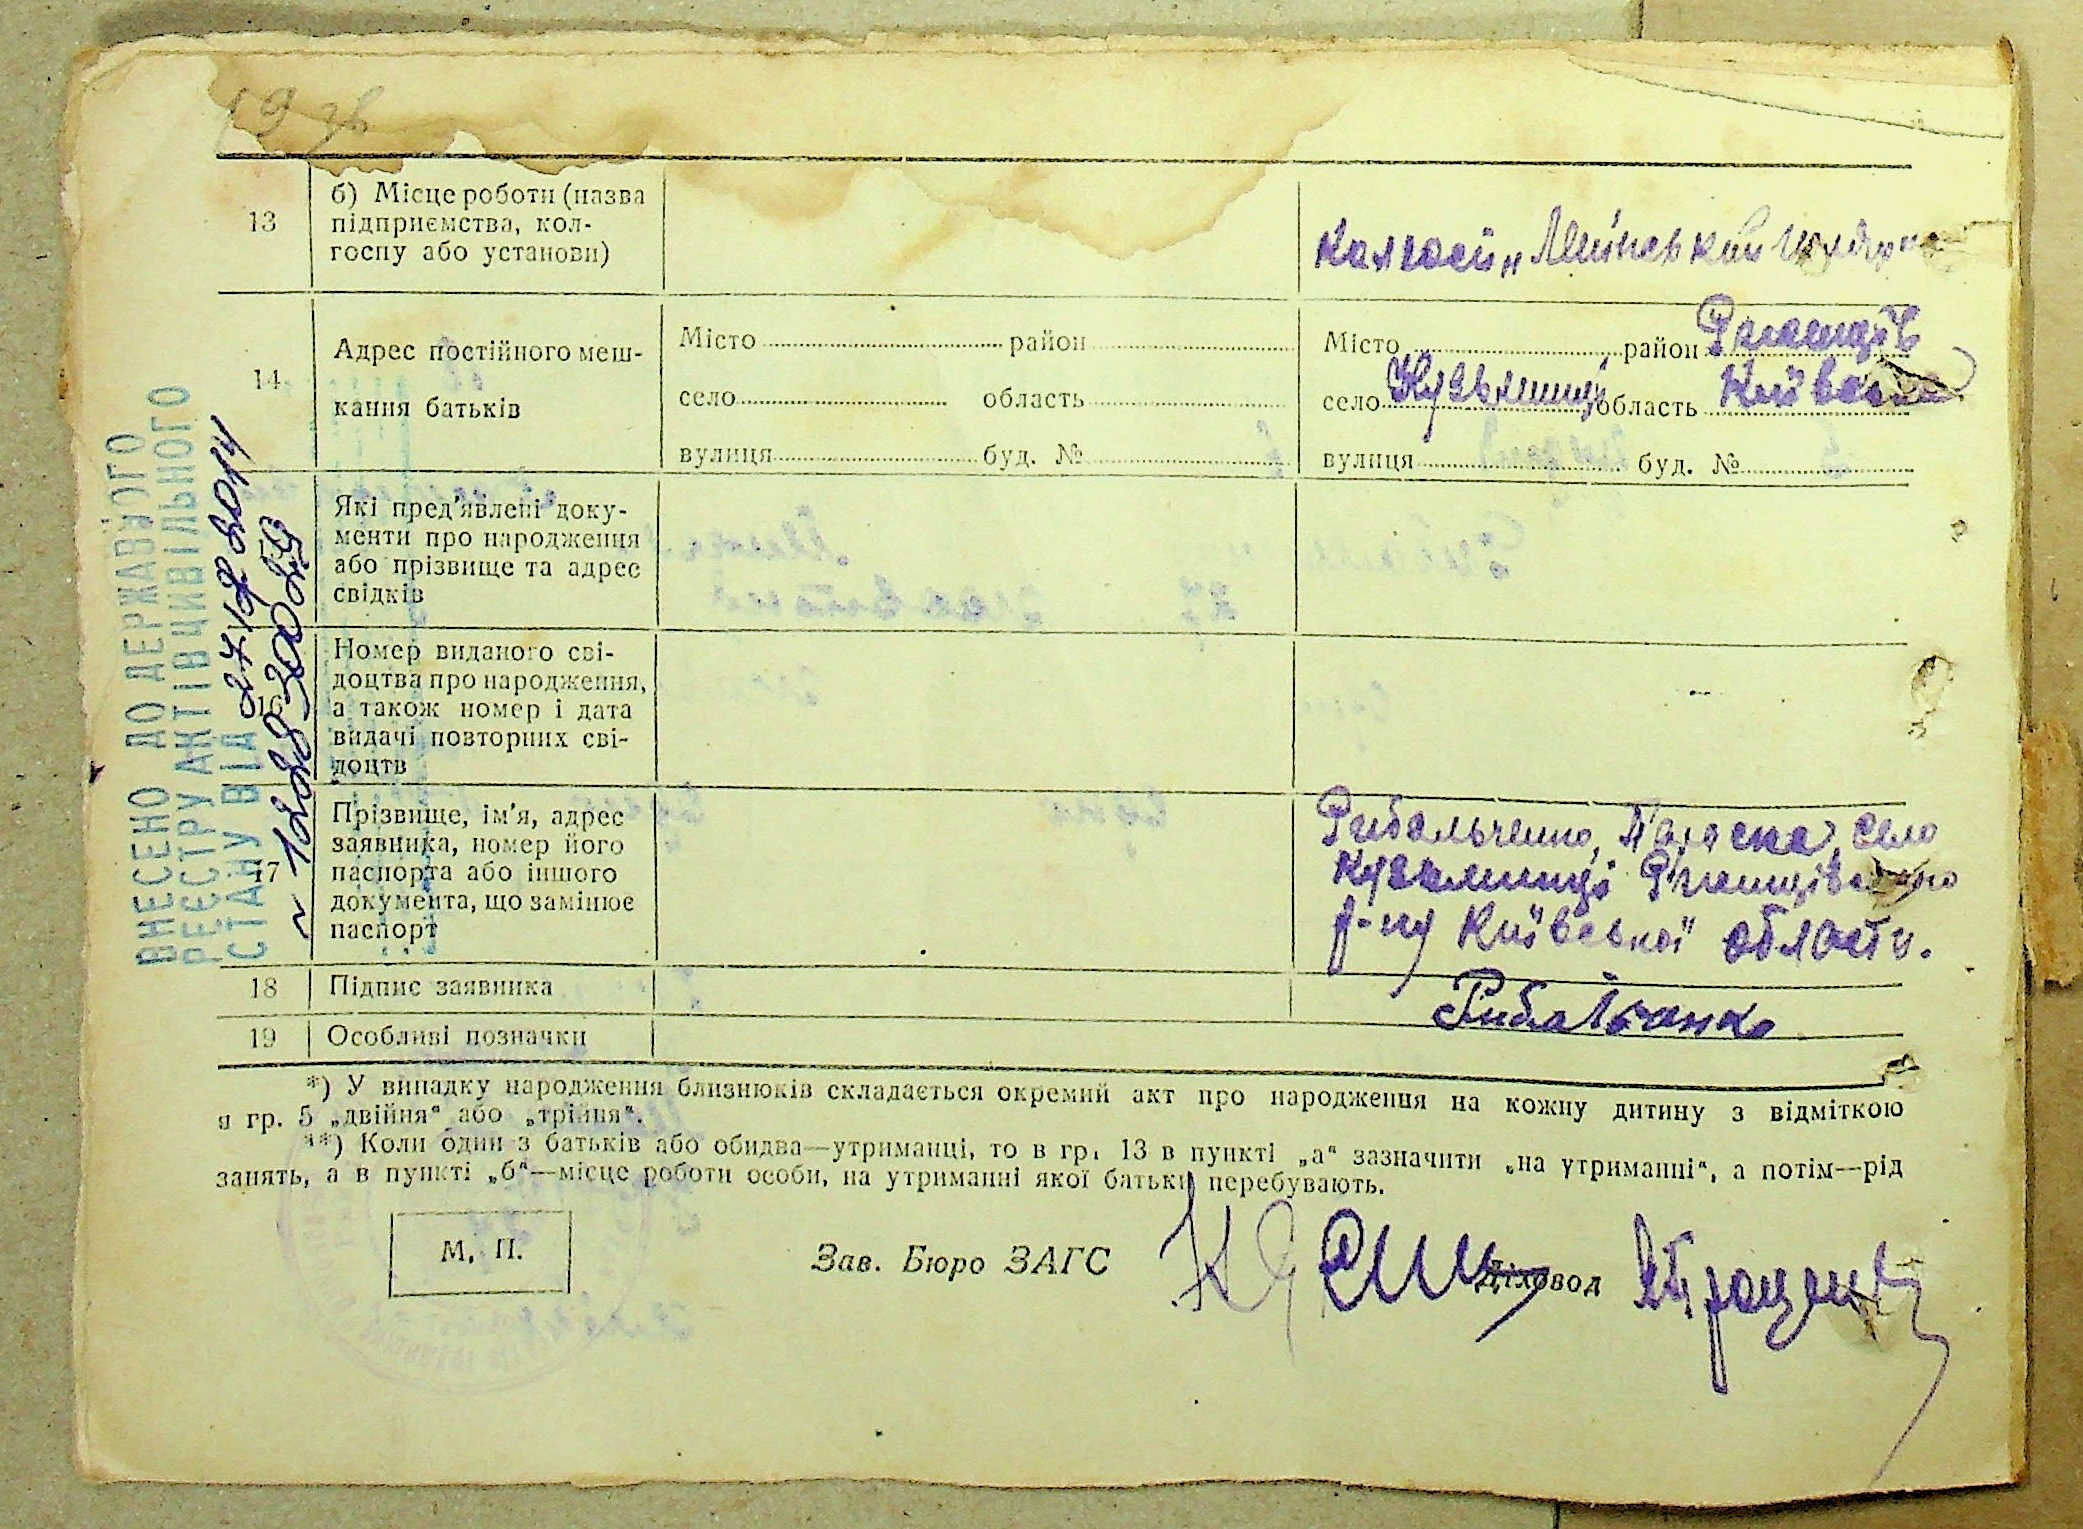 13
б) Місце роботи (назва
підприємства, кол-
госпу або установи)
14
Адрес постійного меш-
кання батьків
Місто район
село область
вулиця буд. №
Місто район
село область Київська
вулиця буд. №
Які пред'явлені доку-
менти про народження
або прізвище та адрес
свідків
16
Номер виданого сві-
доцтва про народження,
а також номер і дата
видачі повторних сві-
доцтв
17
Прізвище, ім'я, адрес
заявника, номер його
паспорта або іншого
документа, що замінює
паспорт
село
р-ну Київської області.
18
Підпис заявника
19
Особливі позначки
*) У випадку народження близнюків складається окремий акт про народження на кожну дитину з відміткою
в гр. 5 „двійня" або „трійня".
**) Коли один з батьків або обидва—утриманці, то в гр. 13 в пункті „а" зазначити „на утриманні", а потім—рід
занять, а в пункті „б"—місце роботи особи, на утриманні якої батьки перебувають.
М. П.
Зав. Бюро ЗАГС
Діловод
ВНЕСЕНО ДО ДЕРЖАВНОГО
РЕЄСТРУ АКТІВ ЦИВІЛЬНОГО
СТАНУ ВІД